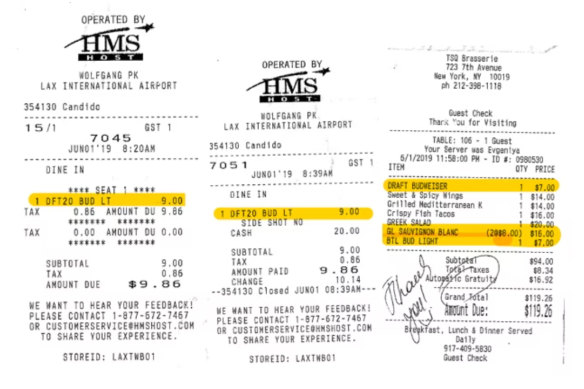 OPERATED BY
HMS
HOST
WOLFGANG PK
LAX INTERNATIONAL AIRPORT
354130 Candido
15/1 GST 1
7045
JUN01'19 8:20AM
DINE IN
**** SEAT 1 ****
1 DFT20 BUD LT 9.00
TAX 0.86 AMOUNT DU 9.86
******* *******
TAX 0.00 AMOUNT DU 0.00
******* *******
SUBTOTAL 9.00
TAX 0.86
AMOUNT DUE $9.86
WE WANT TO HEAR YOUR FEEDBACK!
PLEASE CONTACT 1-877-672-7467
OR CUSTOMERSERVICE@HMSHOST.COM
TO SHARE YOUR EXPERIENCE.
STOREID: LAXTWB01
OPERATED BY
HMS
HOST
WOLFGANG PK
LAX INTERNATIONAL AIRPORT
354130 Candido
7051 GST 1
JUN01'19 8:39AM
DINE IN
1 DFT20 BUD LT 9.00
SIDE SHOT NO
CASH 20.00
SUBTOTAL 9.00
TAX 0.86
AMOUNT PAID 9.86
CHANGE 10.14
--354130 Closed JUN01 08:39AM---
WE WANT TO HEAR YOUR FEEDBACK!
PLEASE CONTACT 1-877-672-7467
OR CUSTOMERSERVICE@HMSHOST.COM
TO SHARE YOUR EXPERIENCE.
STOREID: LAXTWB01
TSQ Brasserie
723 7th Avenue
New York, NY 10019
ph 212-398-1118
Guest Check
Thank You for Visiting
TABLE: 106 - 1 Guest
Your Server was Evgeniya
6/1/2019 11:58:00 PM - ID #: 0980530
ITEM QTY PRICE
DRAFT BUDWEISER 1 $7.00
Sweet & Spicy Wings 1 $14.00
Grilled Mediterranean K 1 $14.00
Crispy Fish Tacos 1 $16.00
GREEK SALAD 1 $20.00
GL SAUVIGNON BLANC (2@$8.00) $16.00
BTL BUD LIGHT 1 $7.00
Subtotal $94.00
Total Taxes $8.34
Automatic Gratuity $16.92
Grand Total $119.26
Amount Due: $119.26
Thank you!
Breakfast, Lunch & Dinner Served
Daily
917-409-5830
Guest Check